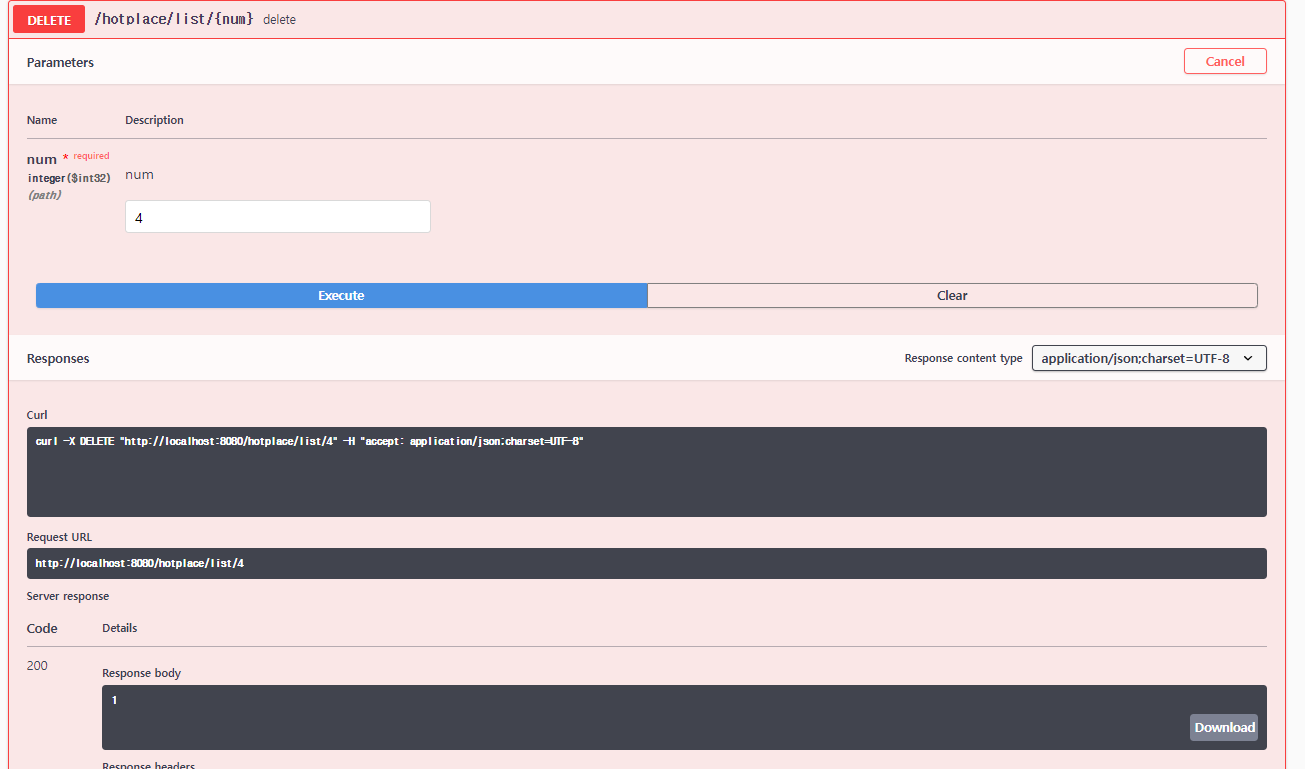 DELETE /hotplace/list/{num} delete
Parameters Cancel
Name Description
num * required
integer($int32)
(path)
num
4
Execute Clear
Responses Response content type application/json;charset=UTF-8
Curl
curl -X DELETE "http://localhost:8080/hotplace/list/4" -H "accept: application/json;charset=UTF-8"
Request URL
http://localhost:8080/hotplace/list/4
Server response
Code Details
200
Response body
1
Download
Response headers